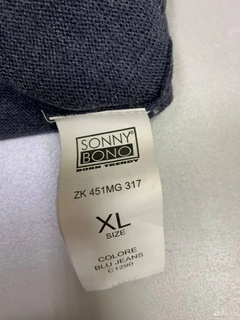 SONNY
BONO
BORN TRENDY
ZK 451MG 317
XL
SIZE
COLORE
BLU JEANS
C1290